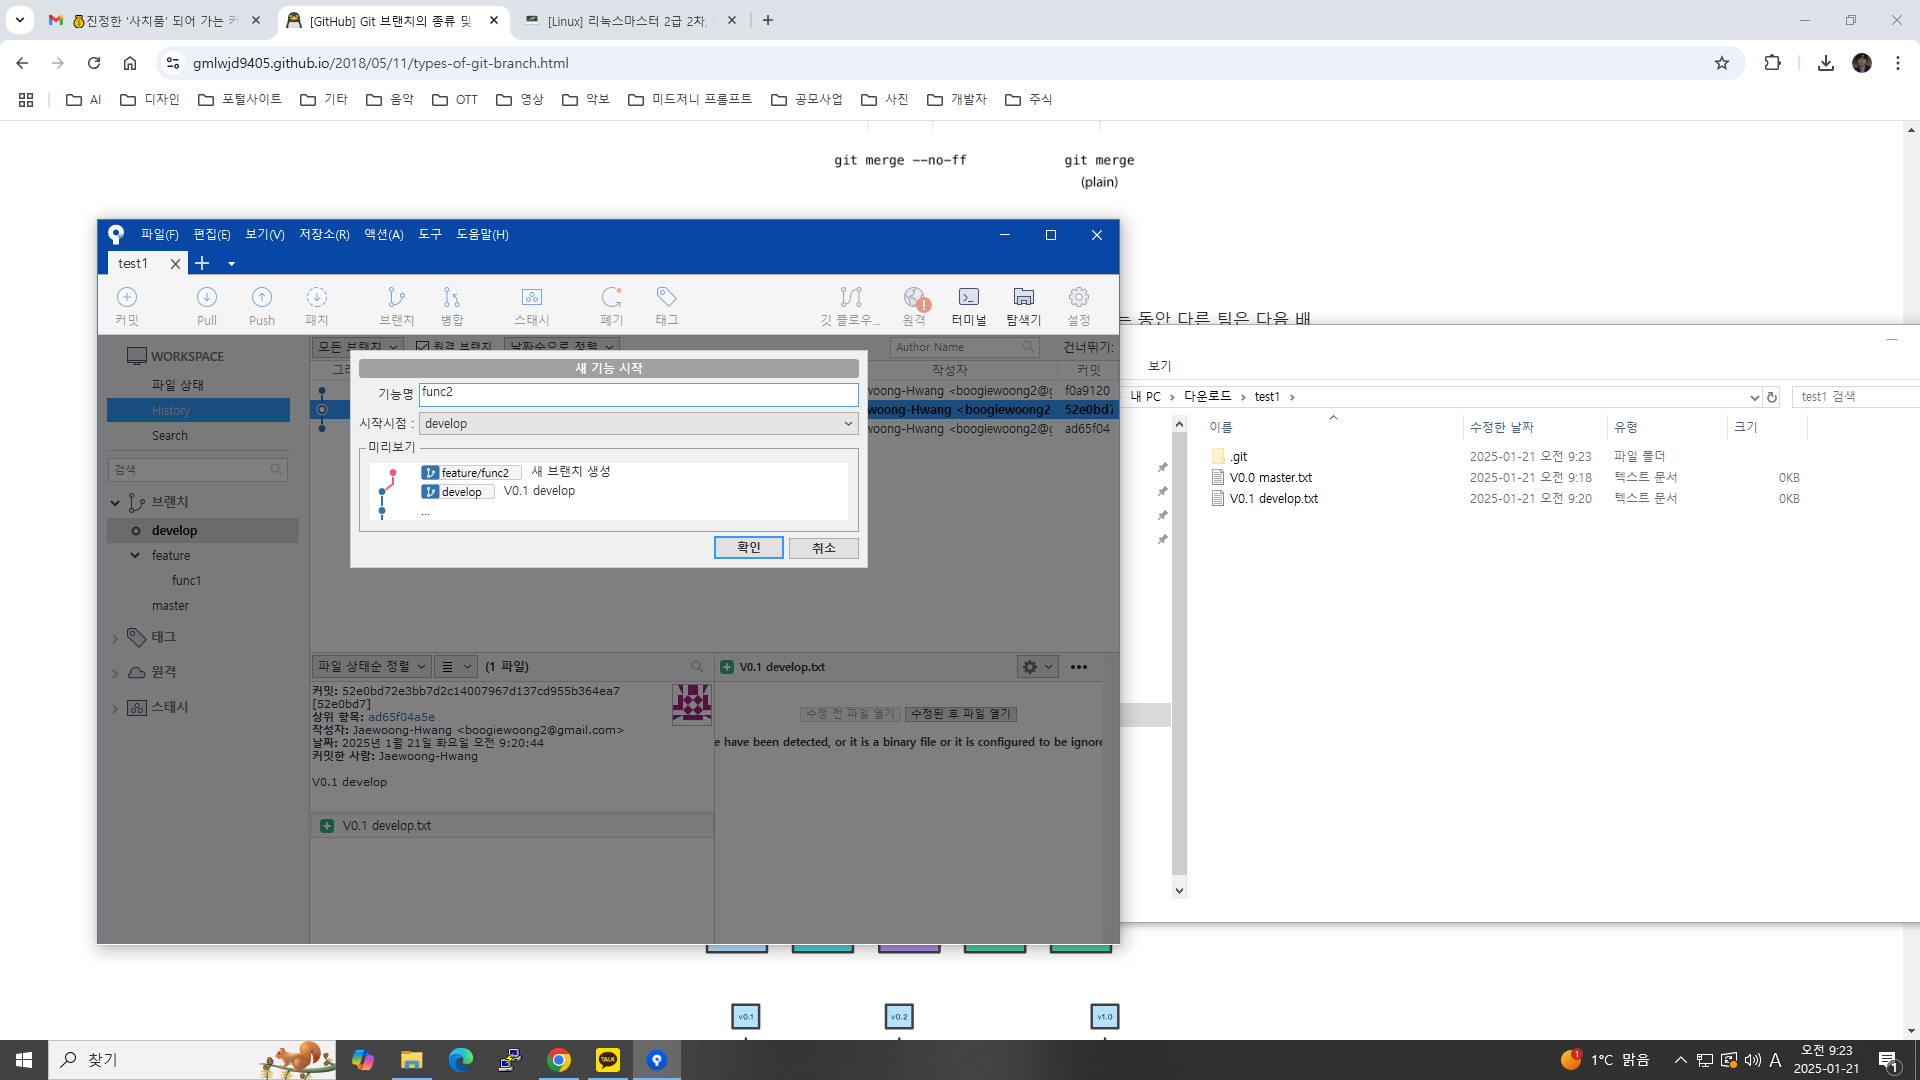 진정한 '사치품' 되어 가는 커
[GitHub] Git 브랜치의 종류 및
[Linux] 리눅스마스터 2급 2차,
gmlwjd9405.github.io/2018/05/11/types-of-git-branch.html
AI
디자인
포털사이트
기타
음악
OTT
영상
악보
미드저니 프롬프트
공모사업
사진
개발자
주식
git merge --no-ff
git merge
(plain)
는 동안 다른 팀은 다음 배
파일(F) 편집(E) 보기(V) 저장소(R) 액션(A) 도구 도움말(H)
test1
커밋
Pull
Push
패치
브랜치
병합
스태시
폐기
태그
깃 플로우...
원격
터미널
탐색기
설정
WORKSPACE
파일 상태
History
Search
검색
브랜치
develop
feature
func1
master
태그
원격
스태시
모든 브랜치
원격 브랜치
날짜순으로 정렬
Author Name
건너뛰기:
그래
작성자
커밋
woong-Hwang <boogiewoong2@g f0a9120
woong-Hwang <boogiewoong2 52e0bd7
woong-Hwang <boogiewoong2@g ad65f04
새 기능 시작
기능명 func2
시작시점 : develop
미리보기
feature/func2 새 브랜치 생성
develop V0.1 develop
...
확인
취소
파일 상태순 정렬
(1 파일)
커밋: 52e0bd72e3bb7d2c14007967d137cd955b364ea7
[52e0bd7]
상위 항목: ad65f04a5e
작성자: Jaewoong-Hwang <boogiewoong2@gmail.com>
날짜: 2025년 1월 21일 화요일 오전 9:20:44
커밋한 사람: Jaewoong-Hwang
V0.1 develop
V0.1 develop.txt
V0.1 develop.txt
수정 전 파일 열기
수정된 후 파일 열기
e have been detected, or it is a binary file or it is configured to be ignore
보기
내 PC > 다운로드 > test1 >
test1 검색
이름 수정한 날짜 유형 크기
.git 2025-01-21 오전 9:23 파일 폴더
V0.0 master.txt 2025-01-21 오전 9:18 텍스트 문서 0KB
V0.1 develop.txt 2025-01-21 오전 9:20 텍스트 문서 0KB
v0.1
v0.2
v1.0
찾기
TALK
1
1°C 맑음
A
오전 9:23
2025-01-21
1